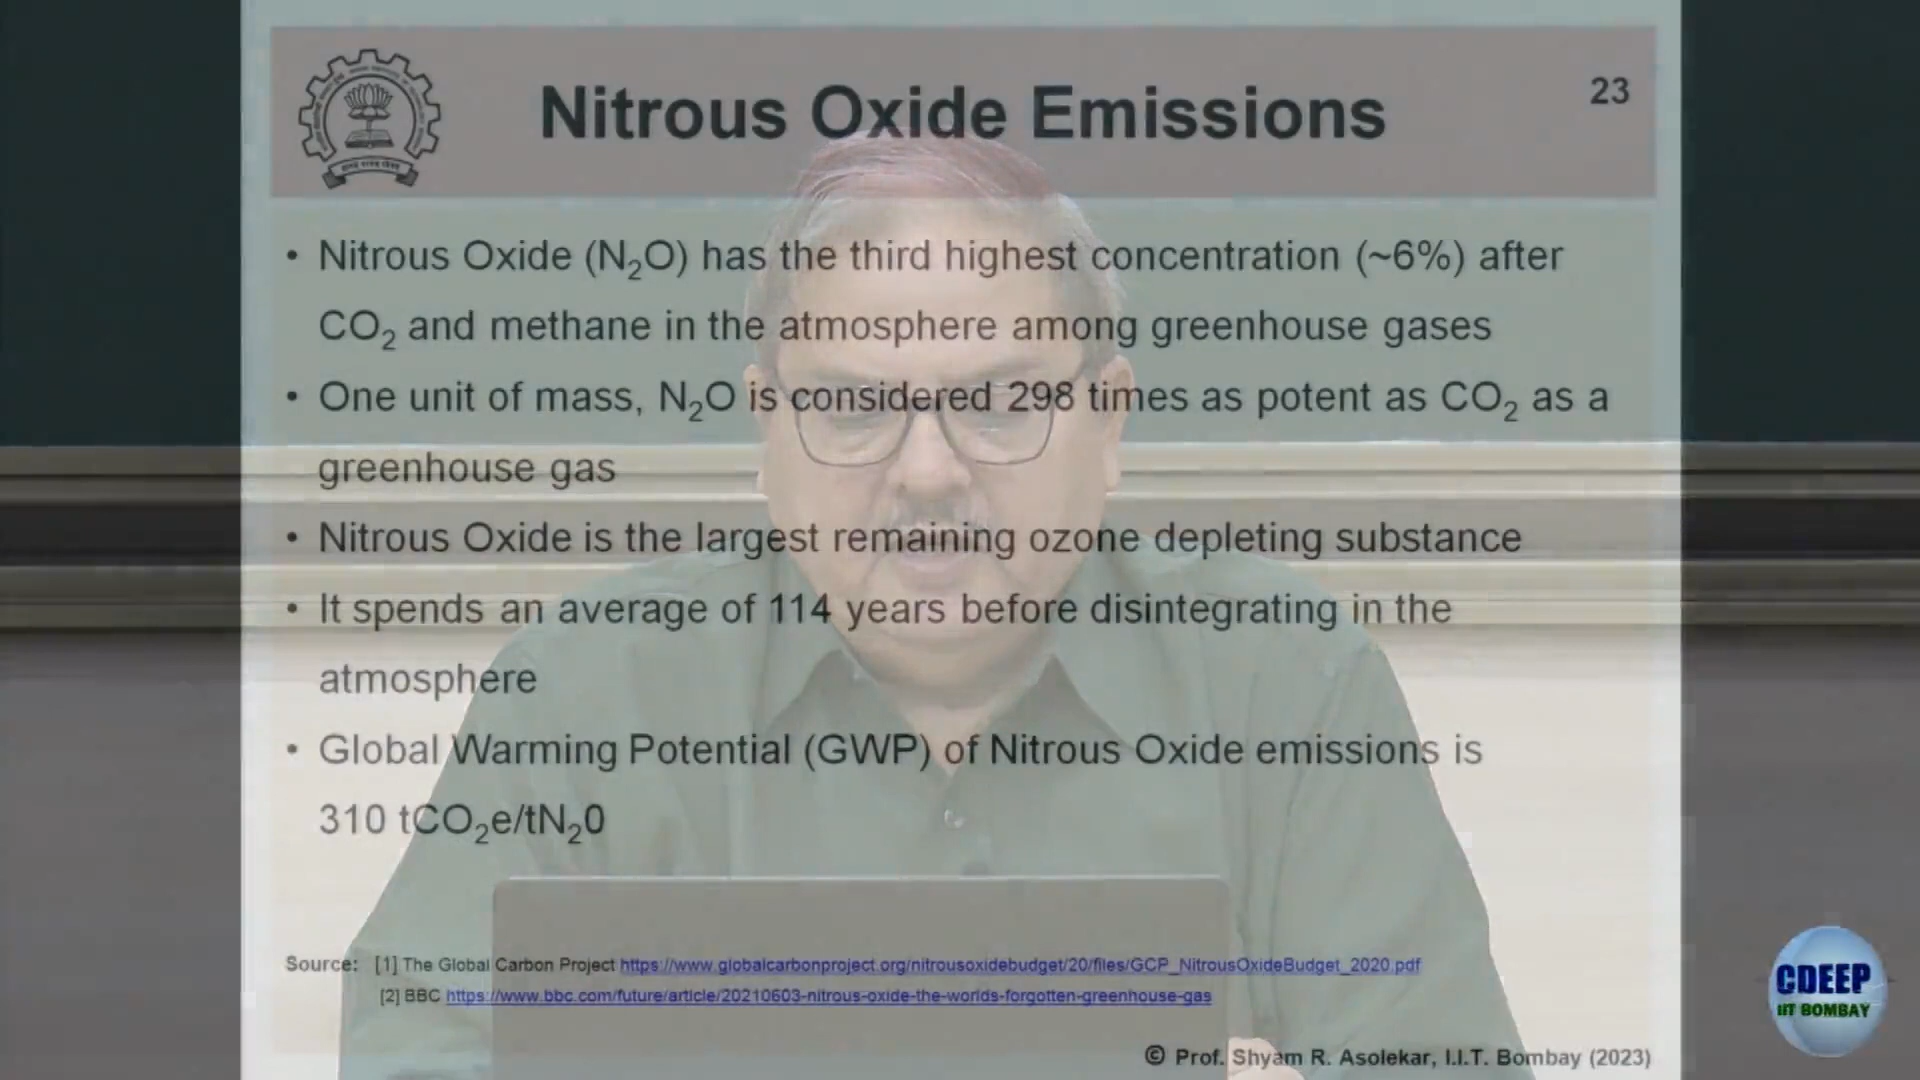 Nitrous Oxide Emissions
23
• Nitrous Oxide (N₂O) has the third highest concentration (~6%) after
CO₂ and methane in the atmosphere among greenhouse gases
• One unit of mass, N₂O is considered 298 times as potent as CO₂ as a
greenhouse gas
• Nitrous Oxide is the largest remaining ozone depleting substance
• It spends an average of 114 years before disintegrating in the
atmosphere
• Global Warming Potential (GWP) of Nitrous Oxide emissions is
310 tCO₂e/tN₂0
Source: [1] The Global Carbon Project https://www.globalcarbonproject.org/nitrousoxidebudget/20/files/GCP_NitrousOxideBudget_2020.pdf
[2] BBC https://www.bbc.com/future/article/20210603-nitrous-oxide-the-worlds-forgotten-greenhouse-gas
© Prof. Shyam R. Asolekar, I.I.T. Bombay (2023)
CDEEP
IIT BOMBAY